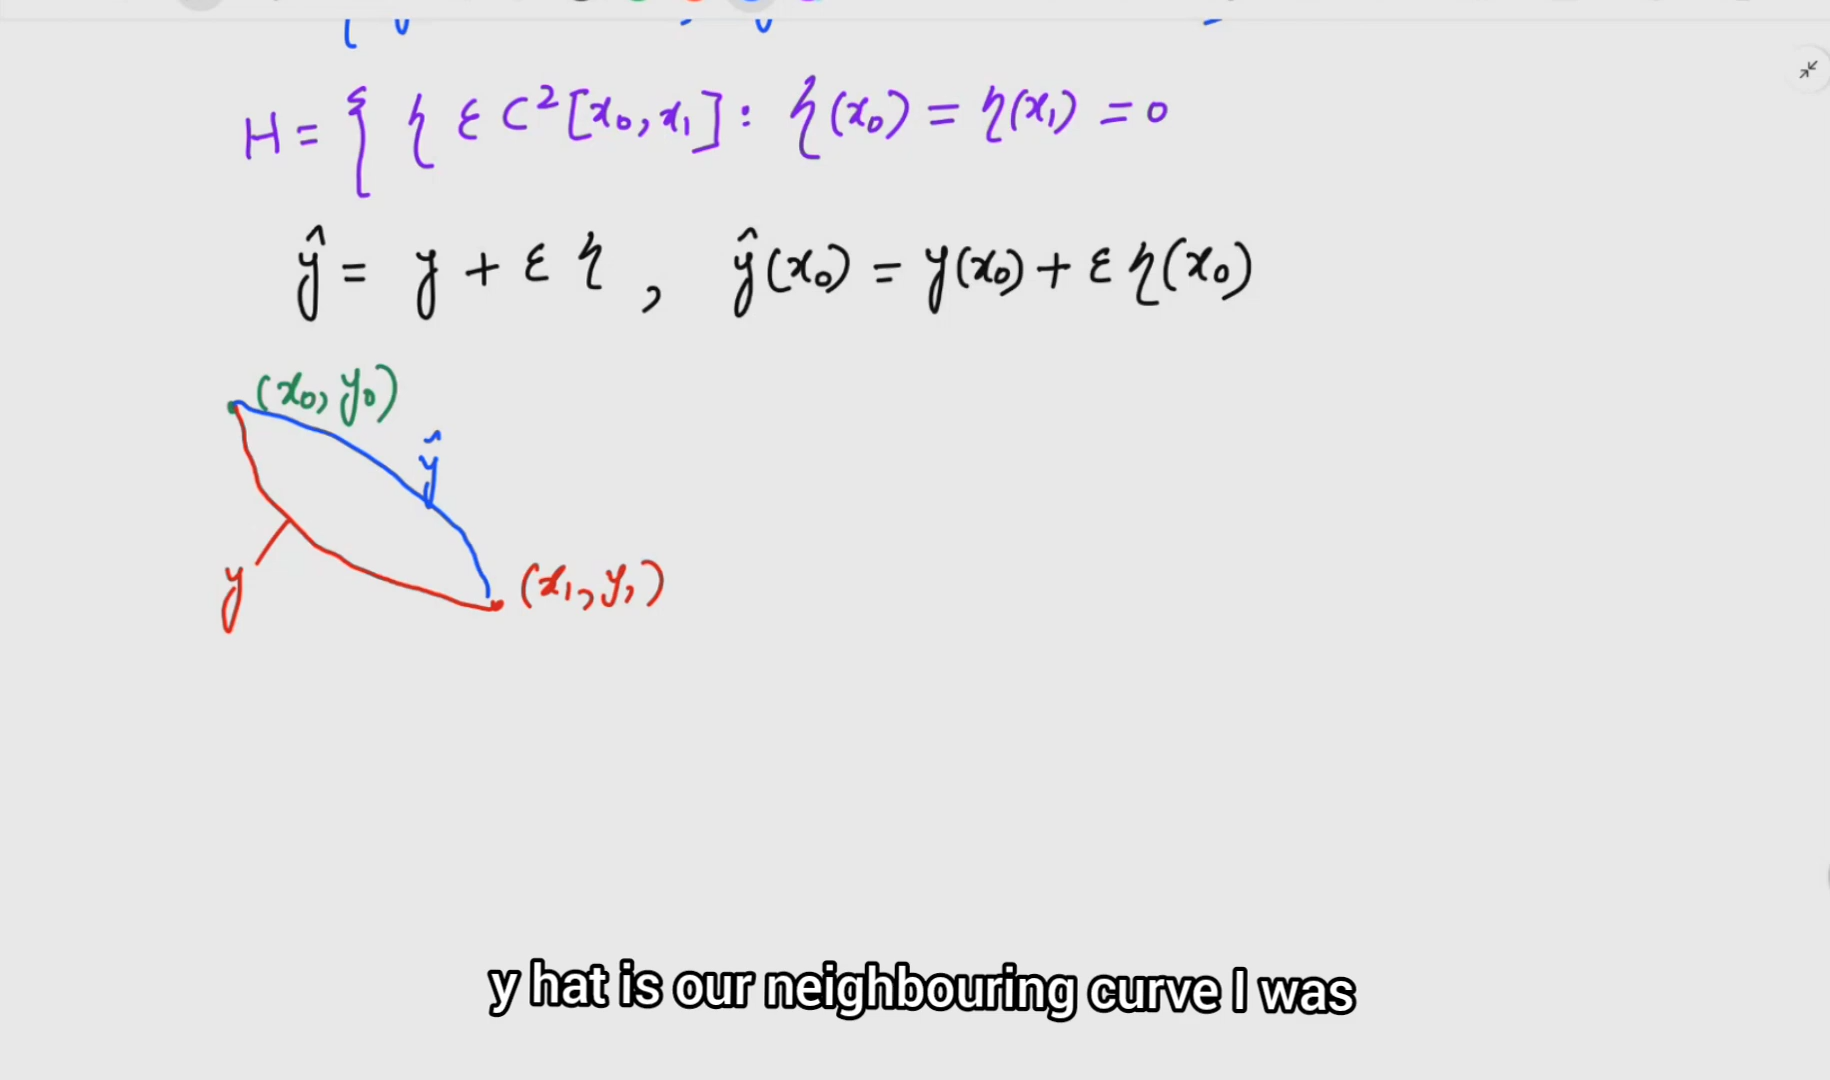 H = { η ε C²[x₀, x₁] : η(x₀) = η(x₁) = 0
ŷ = y + ε η , ŷ(x₀) = y(x₀) + ε η(x₀)
(x₀, y₀)
ŷ
y
(x₁, y₁)
y hat is our neighbouring curve I was